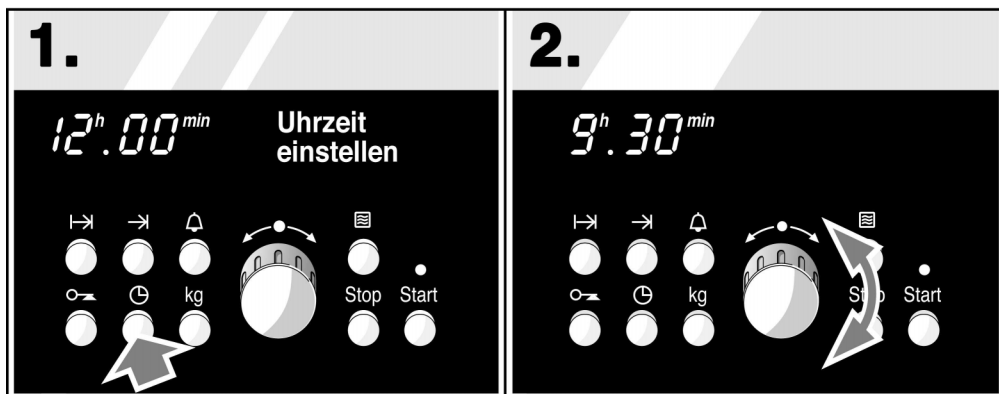 1.
12h.00min
Uhrzeit
einstellen
kg
Stop Start
2.
9h.30min
kg
Stop Start